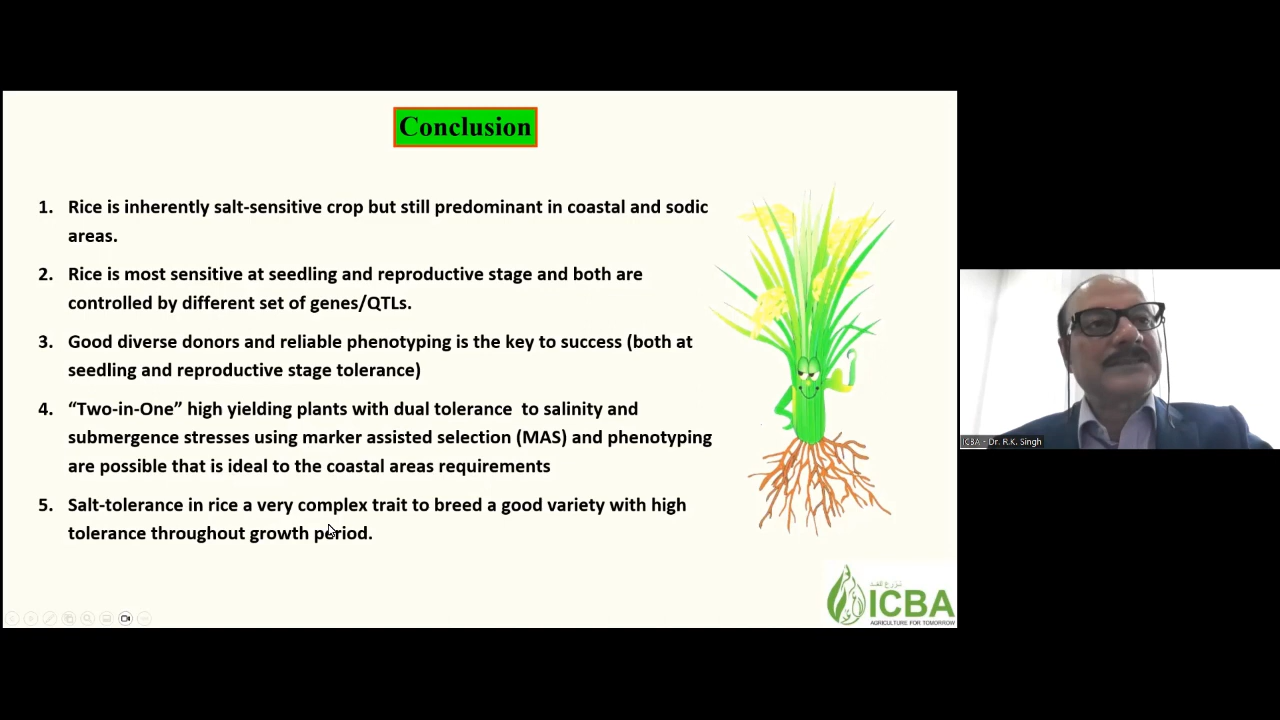 Conclusion
1. Rice is inherently salt-sensitive crop but still predominant in coastal and sodic
areas.
2. Rice is most sensitive at seedling and reproductive stage and both are
controlled by different set of genes/QTLs.
3. Good diverse donors and reliable phenotyping is the key to success (both at
seedling and reproductive stage tolerance)
4. “Two-in-One” high yielding plants with dual tolerance to salinity and
submergence stresses using marker assisted selection (MAS) and phenotyping
are possible that is ideal to the coastal areas requirements
5. Salt-tolerance in rice a very complex trait to breed a good variety with high
tolerance throughout growth period.
ICBA - Dr. R.K. Singh
ICBA
AGRICULTURE FOR TOMORROW